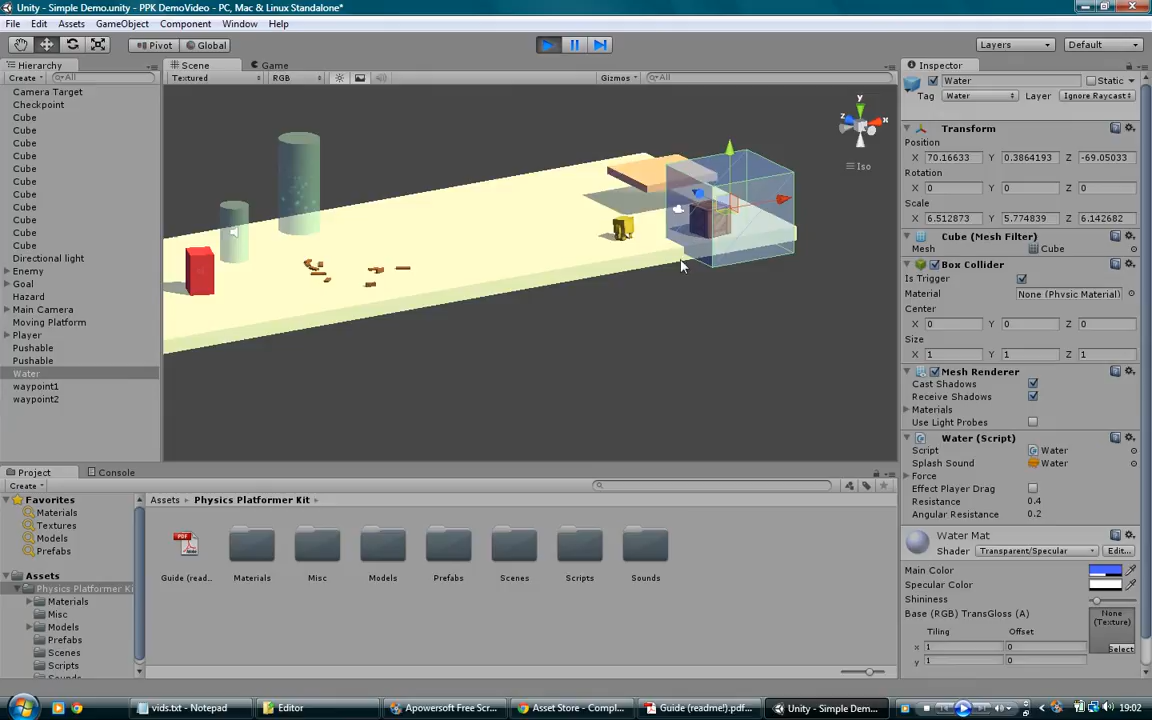 Unity - Simple Demo.unity - PPK DemoVideo - PC, Mac & Linux Standalone*
File Edit Assets GameObject Component Window Help
Pivot Global Layers Default
Hierarchy
Create All
Camera Target
Checkpoint
Cube
Cube
Cube
Cube
Cube
Cube
Cube
Cube
Cube
Cube
Cube
Directional light
Enemy
Goal
Hazard
Main Camera
Moving Platform
Player
Pushable
Pushable
Water
waypoint1
waypoint2
Scene Game
Textured RGB Gizmos All
y
z x
Iso
Inspector
Water Static
Tag Water Layer Ignore Raycast
Transform
Position
X 70.16633 Y 0.3864193 Z -69.05033
Rotation
X 0 Y 0 Z 0
Scale
X 6.512873 Y 5.774839 Z 6.142682
Cube (Mesh Filter)
Mesh Cube
Box Collider
Is Trigger
Material None (Physic Material)
Center
X 0 Y 0 Z 0
Size
X 1 Y 1 Z 1
Mesh Renderer
Cast Shadows
Receive Shadows
Materials
Use Light Probes
Water (Script)
Script Water
Splash Sound Water
Force
Effect Player Drag
Resistance 0.4
Angular Resistance 0.2
Water Mat
Shader Transparent/Specular Edit...
Main Color
Specular Color
Shininess
Base (RGB) TransGloss (A)
None
(Texture)
Tiling Offset
x 1 0
y 1 0
Select
Project Console
Create
Favorites
Materials
Textures
Models
Prefabs
Assets
Physics Platformer Kit
Materials
Misc
Models
Prefabs
Scenes
Scripts
Sounds
Assets Physics Platformer Kit
PDF
Guide (read.. Materials Misc Models Prefabs Scenes Scripts Sounds
vids.txt - Notepad Editor Apowersoft Free Scr... Asset Store - Compl... Guide (readme!).pdf... Unity - Simple Dem... 19:02